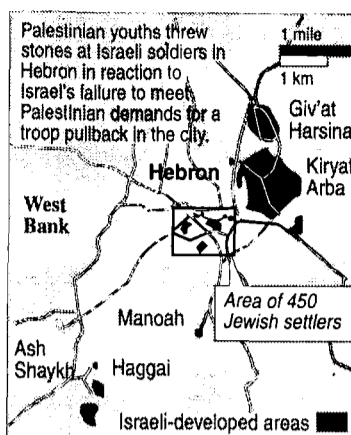 Palestinian youths threw
stones at Israeli soldiers in
Hebron in reaction to
Israel's failure to meet
Palestinian demands for a
troop pullback in the city.
1 mile
1 km
Giv'at
Harsina
Kiryat
Arba
Hebron
West
Bank
Area of 450
Jewish settlers
Manoah
Ash
Shaykh
Haggai
Israeli-developed areas